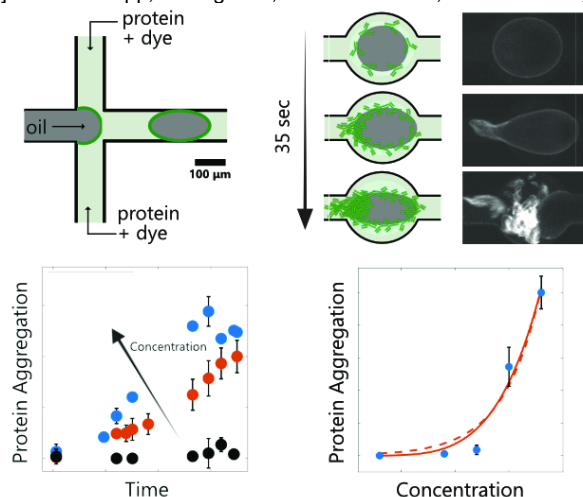 protein
+ dye
oil
100 µm
protein
+ dye
35 sec
Protein Aggregation
Concentration
Time
Protein Aggregation
Concentration